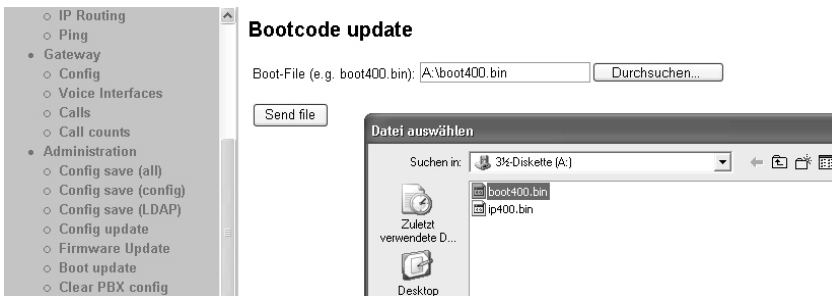 IP Routing
Ping
Gateway
Config
Voice Interfaces
Calls
Call counts
Administration
Config save (all)
Config save (config)
Config save (LDAP)
Config update
Firmware Update
Boot update
Clear PBX config
Bootcode update
Boot-File (e.g. boot400.bin): A:\boot400.bin Durchsuchen...
Send file
Datei auswählen
Suchen in: 3½-Diskette (A:)
boot400.bin
ip400.bin
Zuletzt
verwendete D...
Desktop